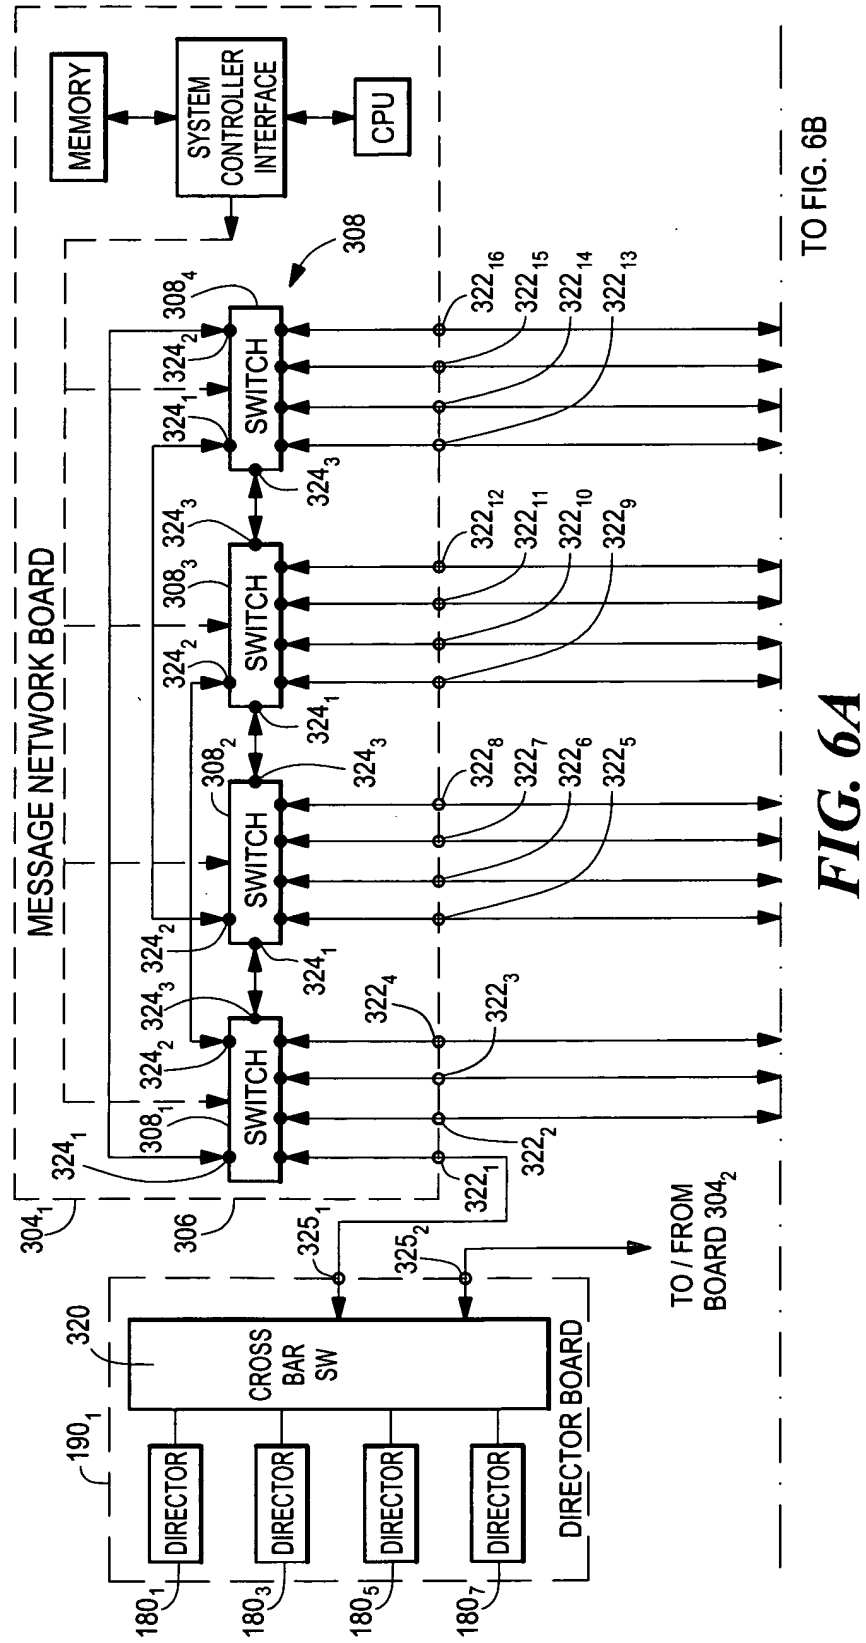 MESSAGE NETWORK BOARD
MEMORY
SYSTEM
CONTROLLER
INTERFACE
CPU
304₁
306
308
324₁
308₁
324₂
324₃
SWITCH
324₂
324₁
308₂
324₃
SWITCH
324₂
324₁
308₃
324₃
SWITCH
324₁
324₂
324₃
308₄
SWITCH
322₁
322₂
322₃
322₄
322₅
322₆
322₇
322₈
322₉
322₁₀
322₁₁
322₁₂
322₁₃
322₁₄
322₁₅
322₁₆
190₁
320
325₁
325₂
CROSS
BAR
SW
DIRECTOR
DIRECTOR
DIRECTOR
DIRECTOR
180₁
180₃
180₅
180₇
DIRECTOR BOARD
TO / FROM
BOARD 304₂
TO FIG. 6B
FIG. 6A